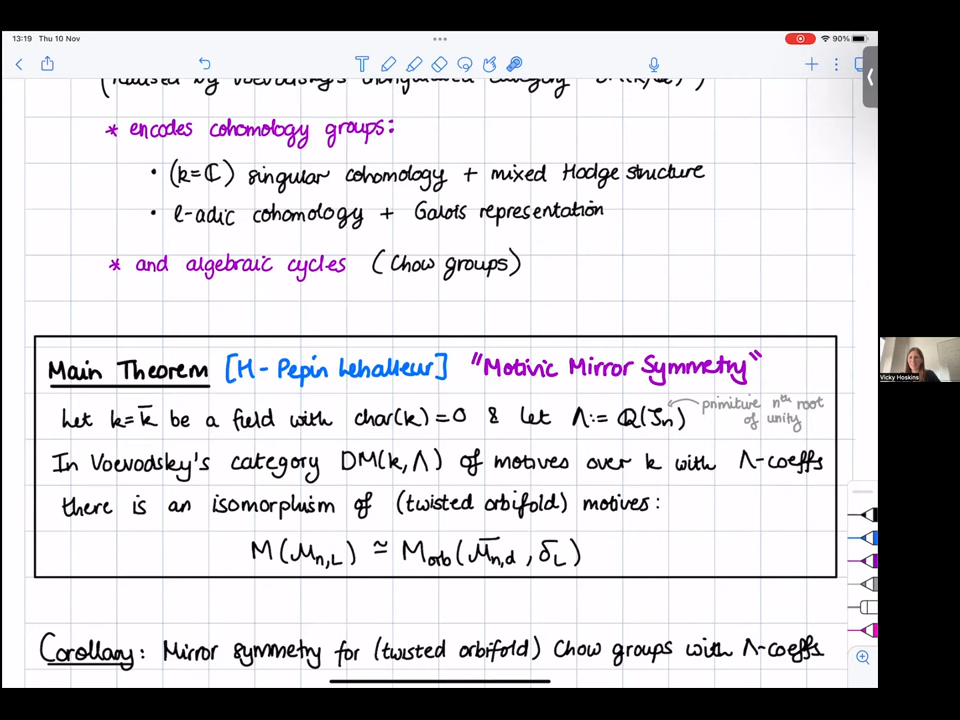 13:19 Thu 10 Nov
90%
* encodes cohomology groups:
• (k=ℂ) singular cohomology + mixed Hodge structure
• ℓ-adic cohomology + Galois representation
* and algebraic cycles (Chow groups)
Main Theorem [H-Pepin Lehalleur] "Motivic Mirror Symmetry"
Let k=k̄ be a field with char(k)=0 & let Λ:= ℚ(ζn) primitive nth root of unity
In Voevodsky's category DM(k,Λ) of motives over k with Λ-coeffs
there is an isomorphism of (twisted orbifold) motives:
M(ℳn,L) ≃ Morb(ℳ̄n,d, δL)
Corollary: Mirror symmetry for (twisted orbifold) Chow groups with Λ-coeffs
Vicky Hoskins